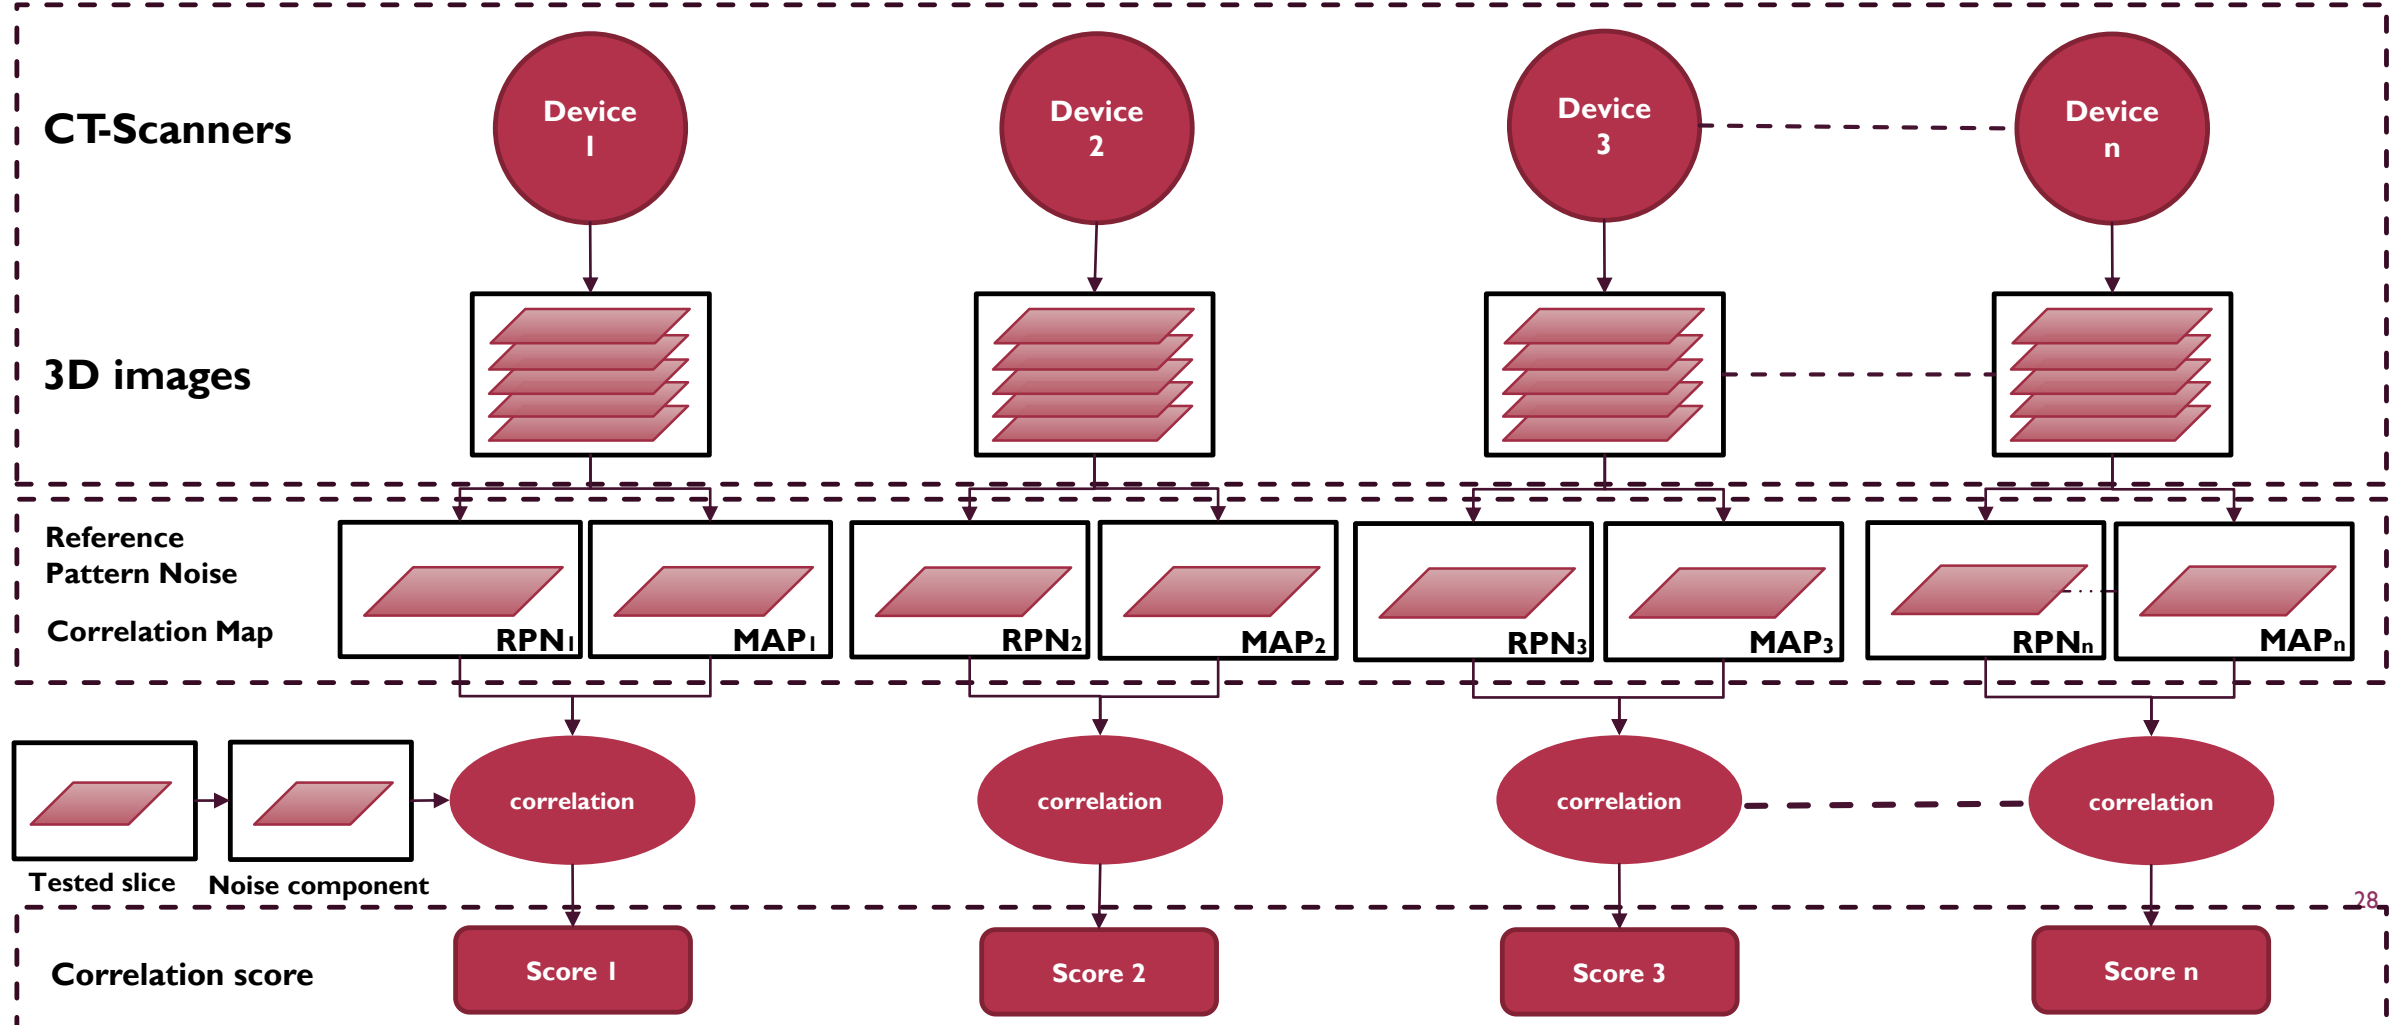 CT-Scanners
Device
1
Device
2
Device
3
Device
n
3D images
Reference
Pattern Noise
Correlation Map
RPN1
MAP1
RPN2
MAP2
RPN3
MAP3
RPNn
MAPn
correlation
correlation
correlation
correlation
Tested slice
Noise component
28
Correlation score
Score 1
Score 2
Score 3
Score n